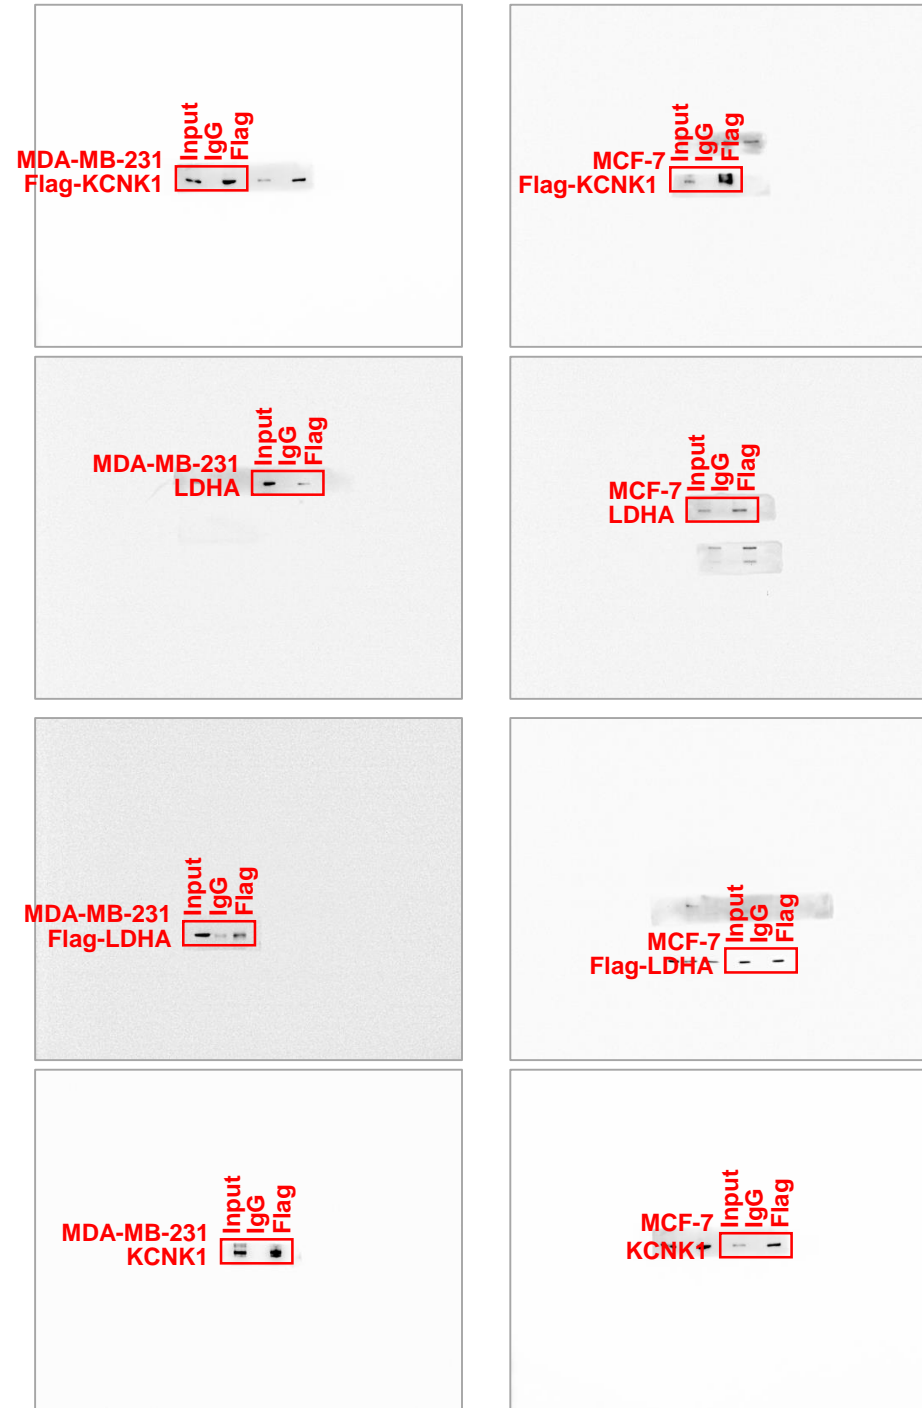 Input
IgG
Flag
MDA-MB-231
Flag-KCNK1
Input
IgG
Flag
MCF-7
Flag-KCNK1
Input
IgG
Flag
MDA-MB-231
LDHA
Input
IgG
Flag
MCF-7
LDHA
Input
IgG
Flag
MDA-MB-231
Flag-LDHA
Input
IgG
Flag
MCF-7
Flag-LDHA
Input
IgG
Flag
MDA-MB-231
KCNK1
Input
IgG
Flag
MCF-7
KCNK1